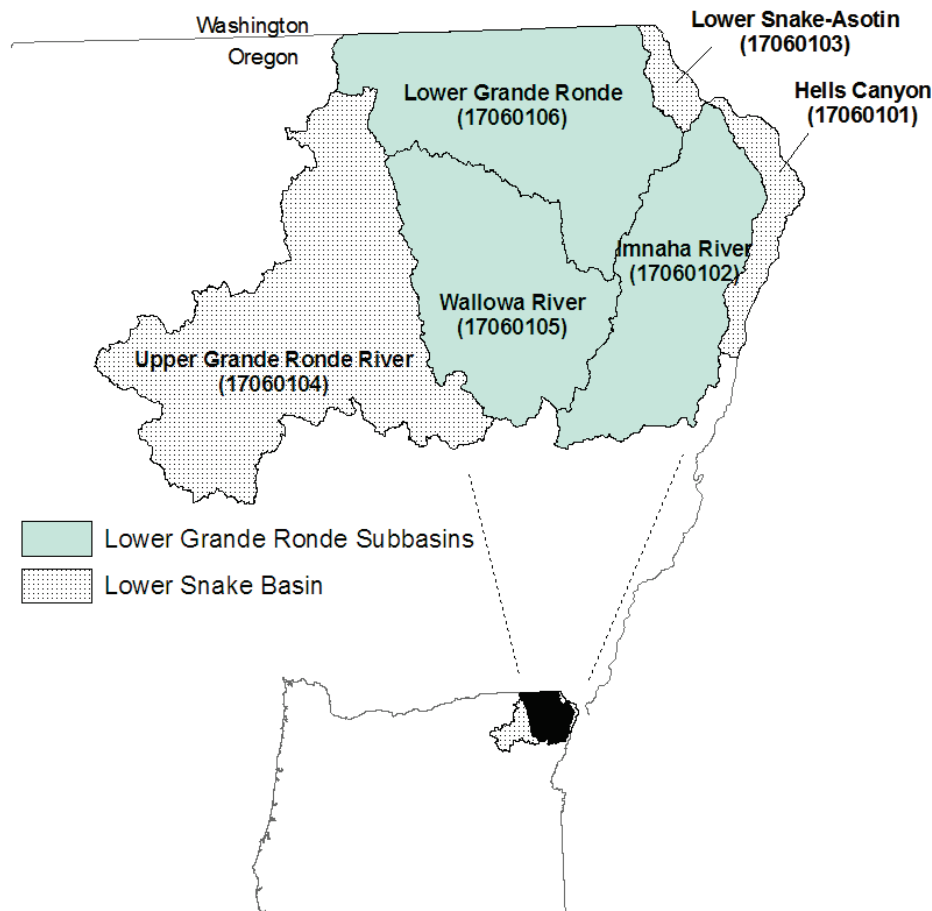 Washington
Oregon
Lower Snake-Asotin
(17060103)
Hells Canyon
(17060101)
Lower Grande Ronde
(17060106)
Imnaha River
(17060102)
Wallowa River
(17060105)
Upper Grande Ronde River
(17060104)
Lower Grande Ronde Subbasins
Lower Snake Basin